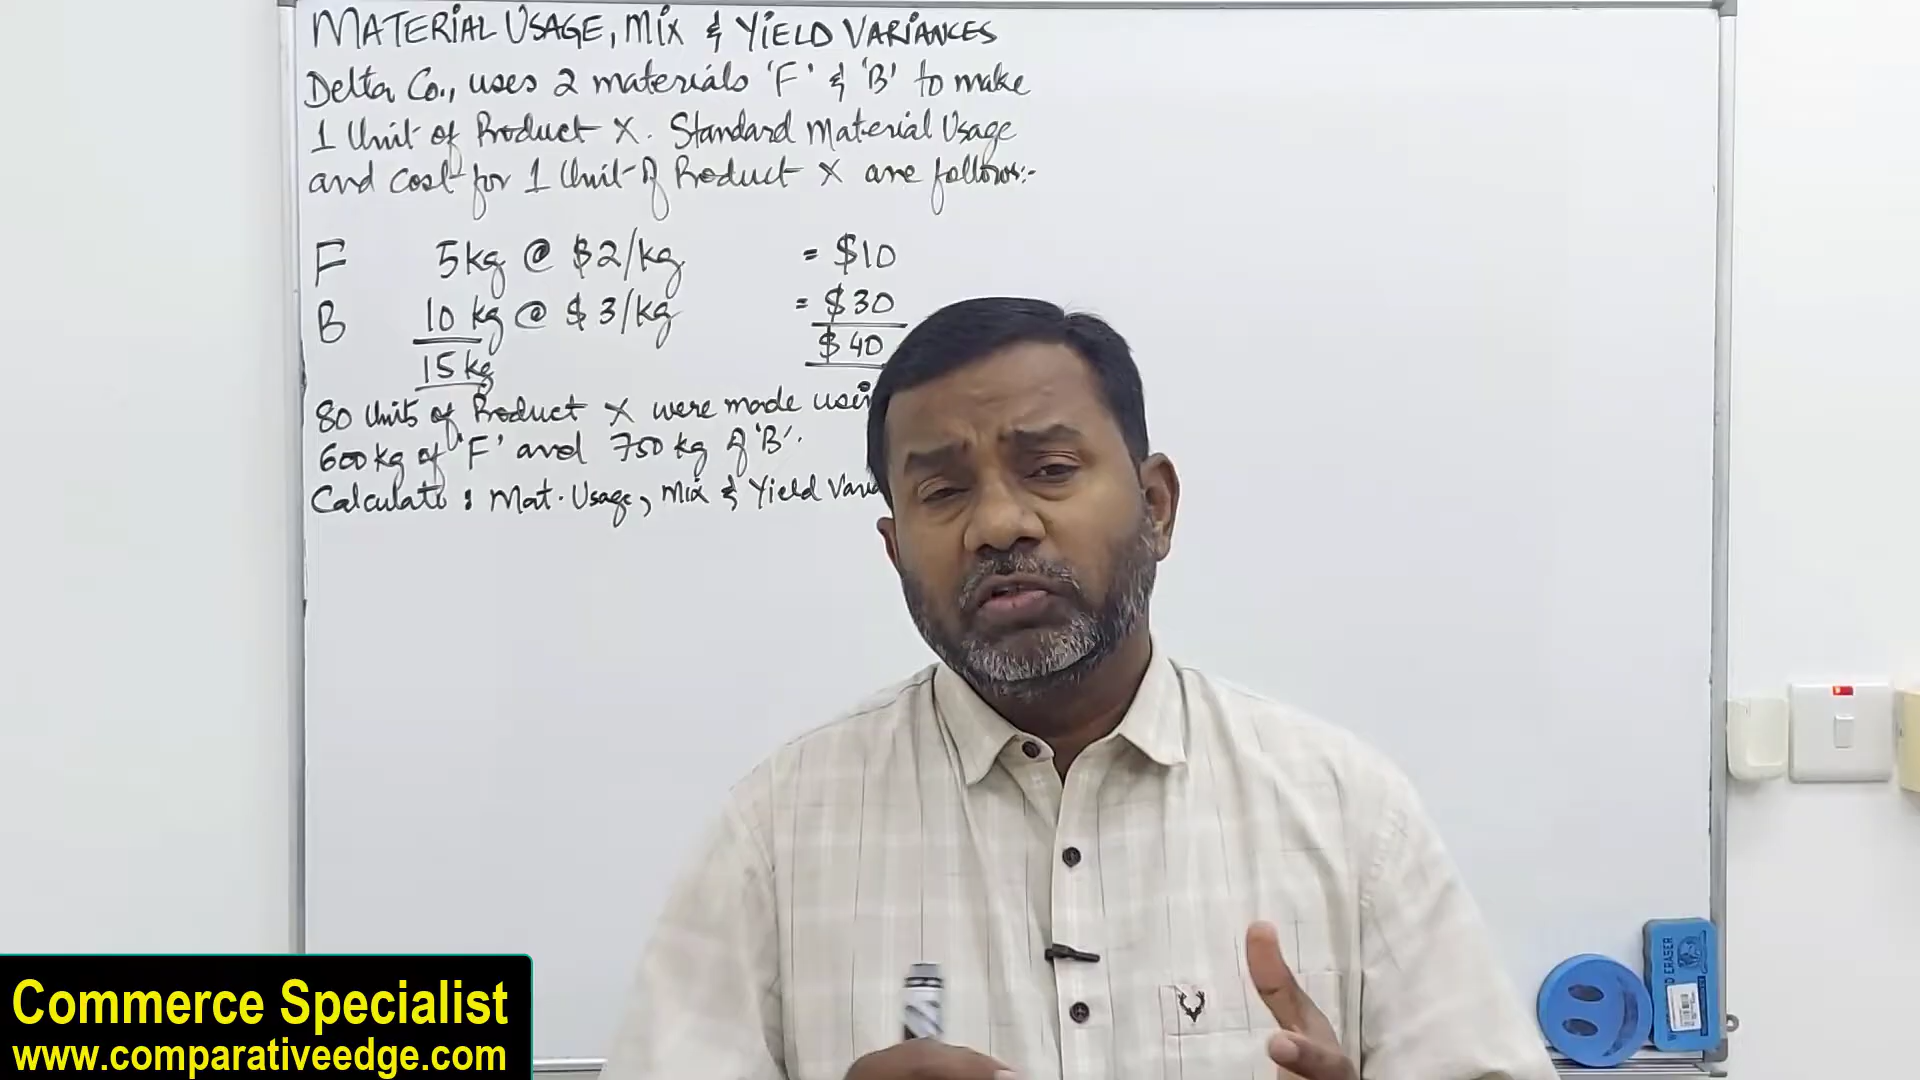 MATERIAL USAGE, MIX & YIELD VARIANCES
Delta Co., uses 2 materials 'F' & 'B' to make
1 Unit of Product X. Standard Material Usage
and cost for 1 Unit of Product X are follows:-
F 5kg @ $2/kg = $10
B 10 kg @ $3/kg = $30
15 kg $40
80 Units of Product X were made usi
600 kg of 'F' and 750 kg of 'B'.
Calculate : Mat. Usage, Mix & Yield Varia
Commerce Specialist
www.comparativeedge.com